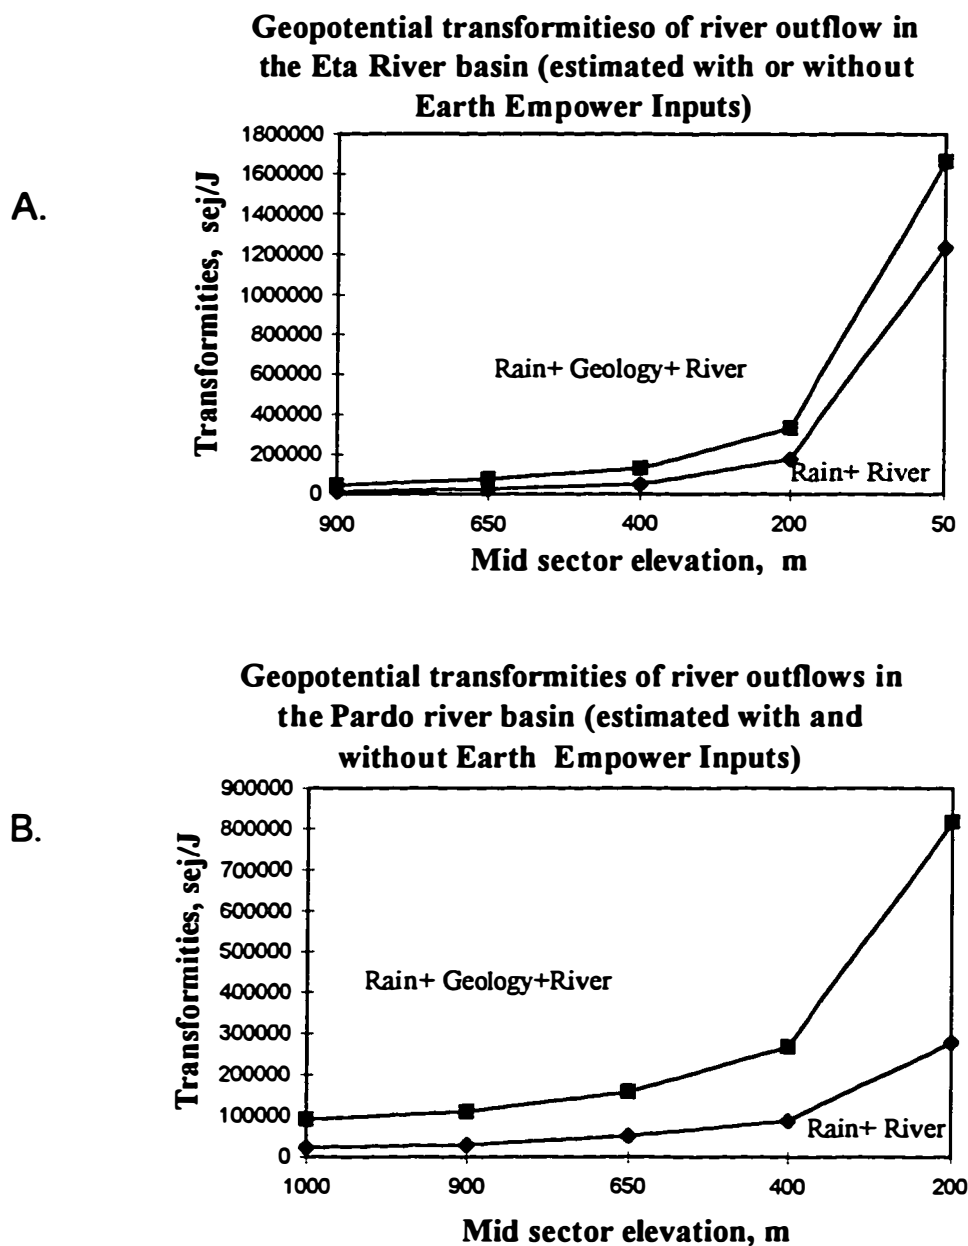 Geopotential transformitieso of river outflow in
the Eta River basin (estimated with or without
Earth Empower Inputs)
A.
Transformities, sej/J
1800000
1600000
1400000
1200000
1000000
800000
600000
400000
200000
0
Rain+ Geology+ River
Rain+ River
900 650 400 200 50
Mid sector elevation, m
Geopotential transformities of river outflows in
the Pardo river basin (estimated with and
without Earth Empower Inputs)
B.
Transformities, sej/J
900000
800000
700000
600000
500000
400000
300000
200000
100000
0
Rain+ Geology+River
Rain+ River
1000 900 650 400 200
Mid sector elevation, m